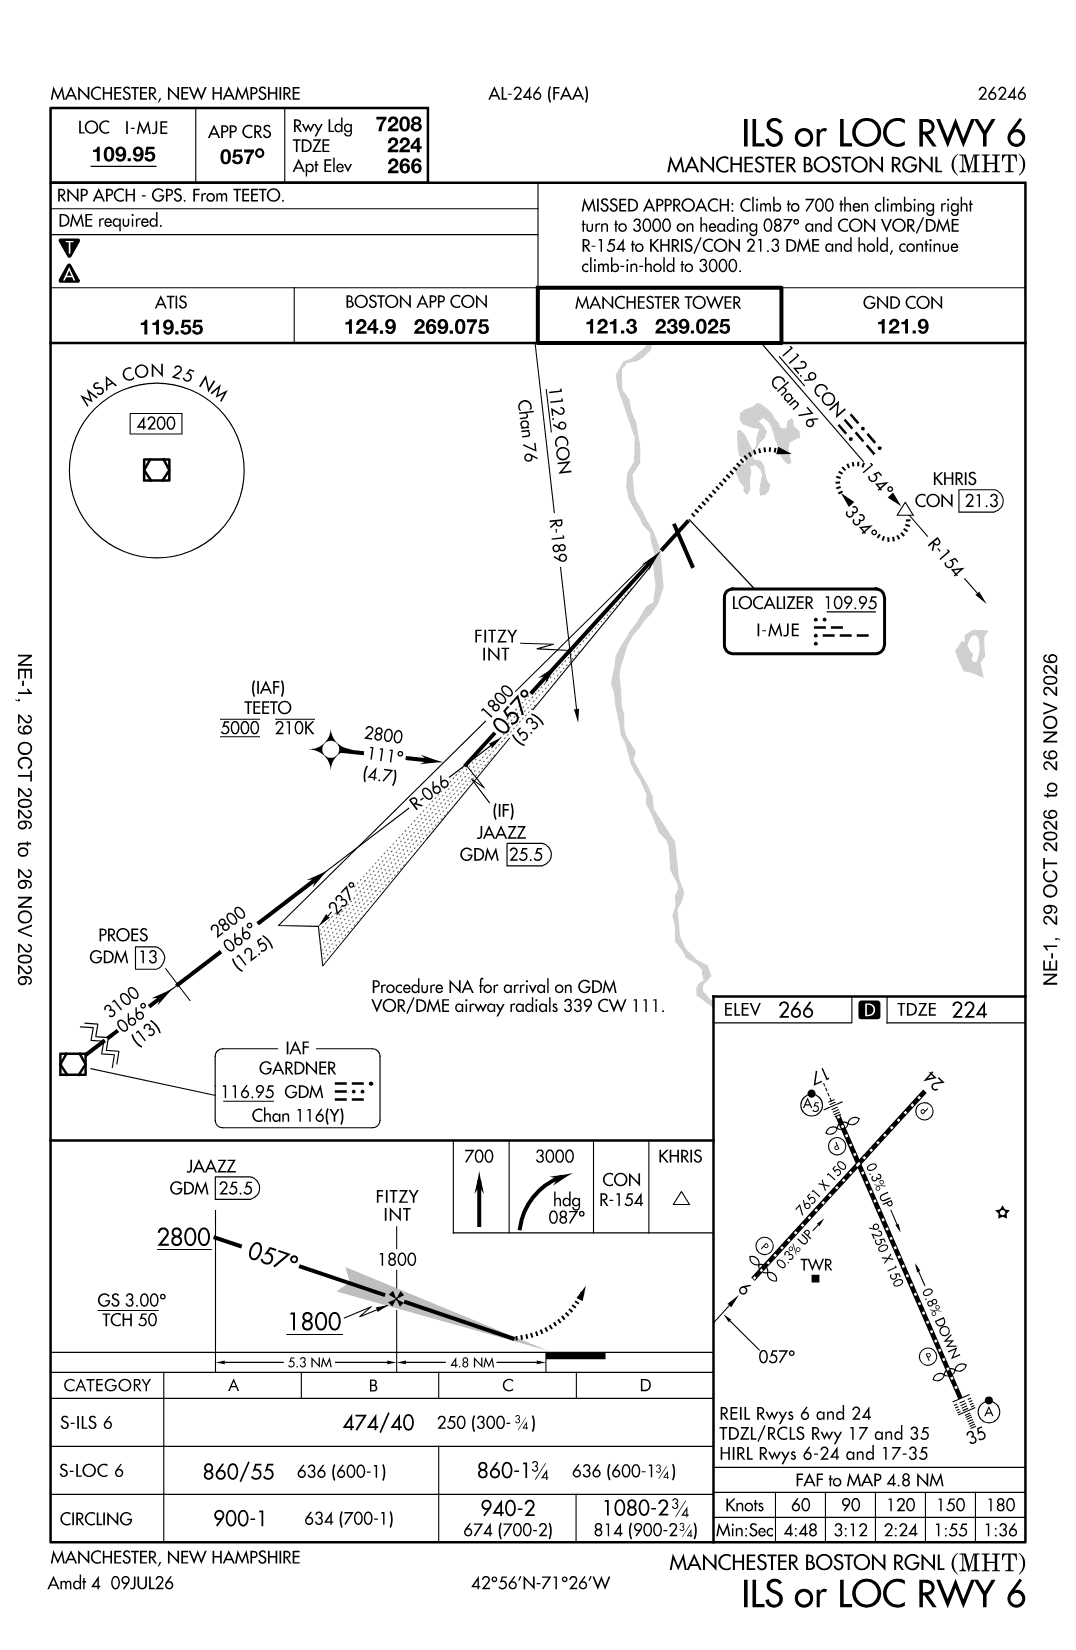 MANCHESTER, NEW HAMPSHIRE
AL-246 (FAA)
26246
LOC I-MJE
109.95
APP CRS
057°
Rwy Ldg 7208
TDZE 224
Apt Elev 266
ILS or LOC RWY 6
MANCHESTER BOSTON RGNL (MHT)
RNP APCH - GPS. From TEETO.
DME required.
T
A
MISSED APPROACH: Climb to 700 then climbing right
turn to 3000 on heading 087° and CON VOR/DME
R-154 to KHRIS/CON 21.3 DME and hold, continue
climb-in-hold to 3000.
ATIS
119.55
BOSTON APP CON
124.9 269.075
MANCHESTER TOWER
121.3 239.025
GND CON
121.9
MSA CON 25 NM
4200
112.9 CON
Chan 76
R-189
112.9 CON
Chan 76
154°
334°
KHRIS
CON 21.3
R-154
LOCALIZER 109.95
I-MJE
FITZY
INT
(IAF)
TEETO
5000 210K
2800
111°
(4.7)
1800
057°
(5.3)
R-066
(IF)
JAAZZ
GDM 25.5
237°
2800
066°
(12.5)
PROES
GDM 13
3100
066°
(13)
Procedure NA for arrival on GDM
VOR/DME airway radials 339 CW 111.
IAF
GARDNER
116.95 GDM
Chan 116(Y)
NE-1, 29 OCT 2026 to 26 NOV 2026
NE-1, 29 OCT 2026 to 26 NOV 2026
ELEV 266
D
TDZE 224
17
24
A5
P
P
7651 X 150
0.3% UP
0.3% UP
9250 X 150
P
6
TWR
0.8% DOWN
057°
P
A
35
REIL Rwys 6 and 24
TDZL/RCLS Rwy 17 and 35
HIRL Rwys 6-24 and 17-35
FAF to MAP 4.8 NM
Knots 60 90 120 150 180
Min:Sec 4:48 3:12 2:24 1:55 1:36
JAAZZ
GDM 25.5
2800
057°
FITZY
INT
1800
1800
GS 3.00°
TCH 50
5.3 NM
4.8 NM
700
3000
hdg
087°
CON
R-154
KHRIS
CATEGORY A B C D
S-ILS 6 474/40 250 (300-¾)
S-LOC 6 860/55 636 (600-1) 860-1¾ 636 (600-1¾)
CIRCLING 900-1 634 (700-1) 940-2 674 (700-2) 1080-2¾ 814 (900-2¾)
MANCHESTER, NEW HAMPSHIRE
Amdt 4 09JUL26
42°56'N-71°26'W
MANCHESTER BOSTON RGNL (MHT)
ILS or LOC RWY 6